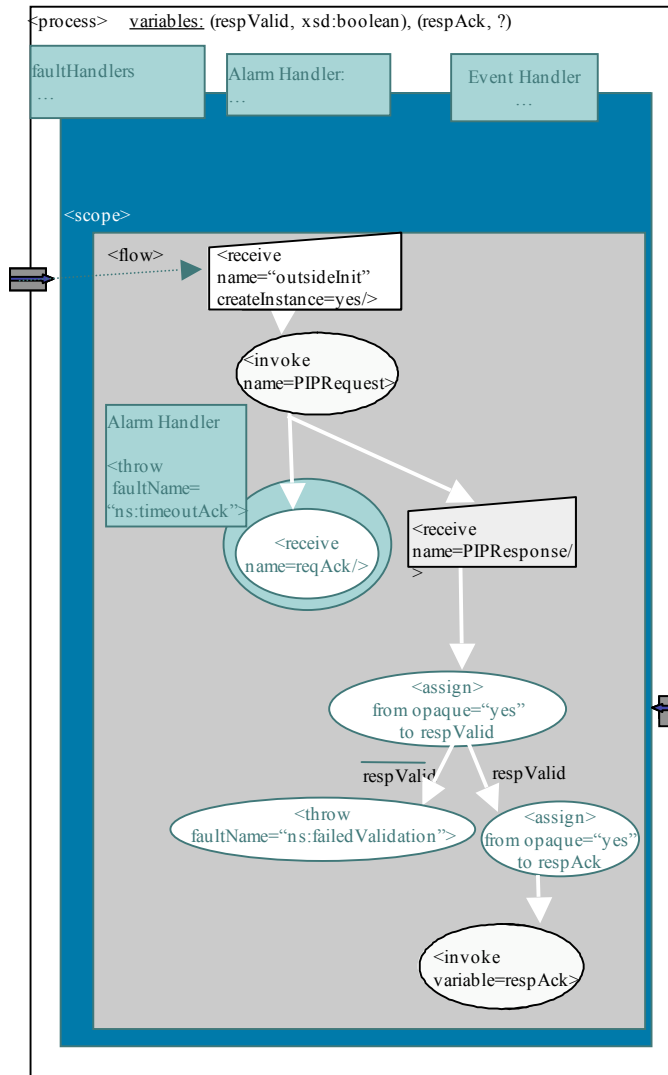 <process> variables: (respValid, xsd:boolean), (respAck, ?)
faultHandlers
…
Alarm Handler:
…
Event Handler
…
<scope>
<flow>
<receive
name=“outsideInit”
createInstance=yes/>
<invoke
name=PIPRequest>
Alarm Handler
<throw
faultName=
“ns:timeoutAck”>
<receive
name=reqAck/>
<receive
name=PIPResponse/
>
<assign>
from opaque=“yes”
to respValid
respValid
respValid
<throw
faultName=“ns:failedValidation”>
<assign>
from opaque=“yes”
to respAck
<invoke
variable=respAck>